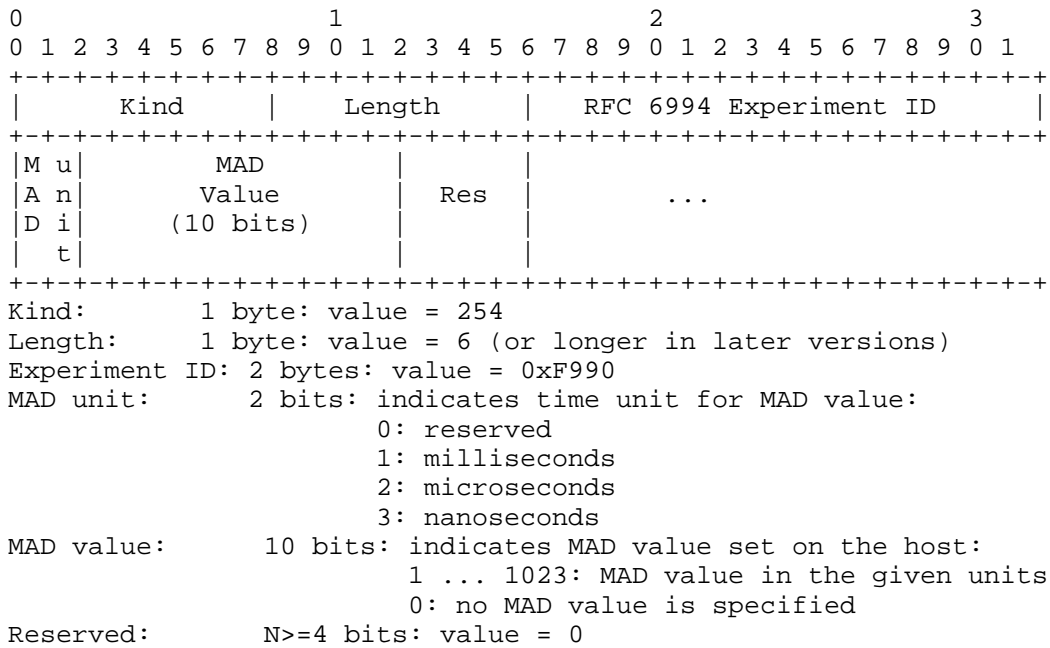 0                   1                   2                   3
0 1 2 3 4 5 6 7 8 9 0 1 2 3 4 5 6 7 8 9 0 1 2 3 4 5 6 7 8 9 0 1
+-+-+-+-+-+-+-+-+-+-+-+-+-+-+-+-+-+-+-+-+-+-+-+-+-+-+-+-+-+-+-+-+
|      Kind     |    Length     |   RFC 6994 Experiment ID      |
+-+-+-+-+-+-+-+-+-+-+-+-+-+-+-+-+-+-+-+-+-+-+-+-+-+-+-+-+-+-+-+-+
|M u|        MAD        |       |
|A n|       Value       |  Res  |        ...
|D i|     (10 bits)     |       |
|  t|                   |       |
+-+-+-+-+-+-+-+-+-+-+-+-+-+-+-+-+-+-+-+-+-+-+-+-+-+-+-+-+-+-+-+-+
Kind:       1 byte: value = 254
Length:     1 byte: value = 6 (or longer in later versions)
Experiment ID: 2 bytes: value = 0xF990
MAD unit:      2 bits: indicates time unit for MAD value:
                       0: reserved
                       1: milliseconds
                       2: microseconds
                       3: nanoseconds
MAD value:      10 bits: indicates MAD value set on the host:
                         1 ... 1023: MAD value in the given units
                         0: no MAD value is specified
Reserved:       N>=4 bits: value = 0